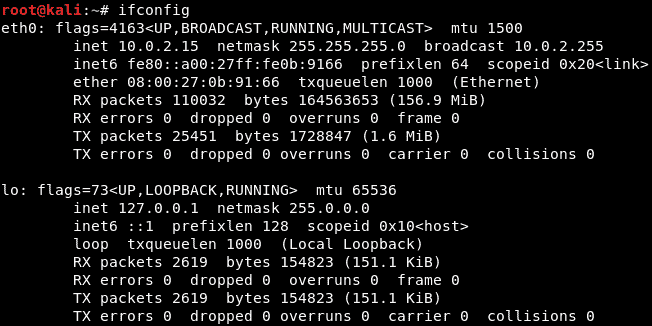 root@kali:~# ifconfig
eth0: flags=4163<UP,BROADCAST,RUNNING,MULTICAST>  mtu 1500
        inet 10.0.2.15  netmask 255.255.255.0  broadcast 10.0.2.255
        inet6 fe80::a00:27ff:fe0b:9166  prefixlen 64  scopeid 0x20<link>
        ether 08:00:27:0b:91:66  txqueuelen 1000  (Ethernet)
        RX packets 110032  bytes 164563653 (156.9 MiB)
        RX errors 0  dropped 0  overruns 0  frame 0
        TX packets 25451  bytes 1728847 (1.6 MiB)
        TX errors 0  dropped 0 overruns 0  carrier 0  collisions 0

lo: flags=73<UP,LOOPBACK,RUNNING>  mtu 65536
        inet 127.0.0.1  netmask 255.0.0.0
        inet6 ::1  prefixlen 128  scopeid 0x10<host>
        loop  txqueuelen 1000  (Local Loopback)
        RX packets 2619  bytes 154823 (151.1 KiB)
        RX errors 0  dropped 0  overruns 0  frame 0
        TX packets 2619  bytes 154823 (151.1 KiB)
        TX errors 0  dropped 0 overruns 0  carrier 0  collisions 0